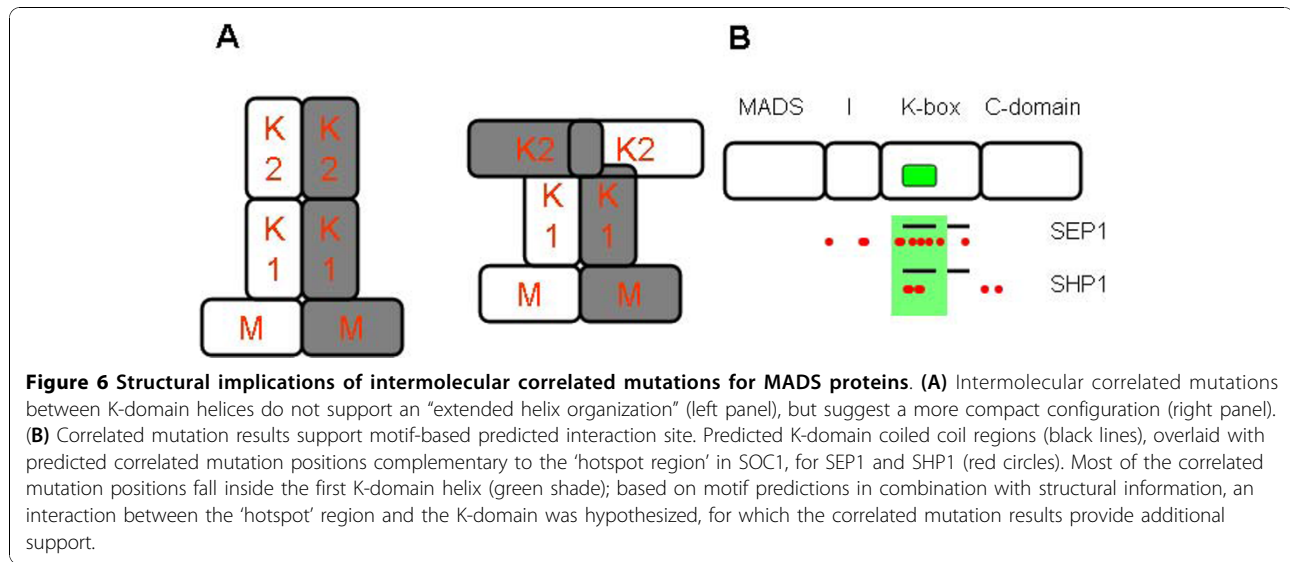 A
B
K 2
K 2
K 1
K 1
M
M
K2
K2
K 1
K 1
M
M
MADS I K-box C-domain
SEP1
SHP1
Figure 6 Structural implications of intermolecular correlated mutations for MADS proteins. (A) Intermolecular correlated mutations
between K-domain helices do not support an "extended helix organization" (left panel), but suggest a more compact configuration (right panel).
(B) Correlated mutation results support motif-based predicted interaction site. Predicted K-domain coiled coil regions (black lines), overlaid with
predicted correlated mutation positions complementary to the 'hotspot region' in SOC1, for SEP1 and SHP1 (red circles). Most of the correlated
mutation positions fall inside the first K-domain helix (green shade); based on motif predictions in combination with structural information, an
interaction between the 'hotspot' region and the K-domain was hypothesized, for which the correlated mutation results provide additional
support.